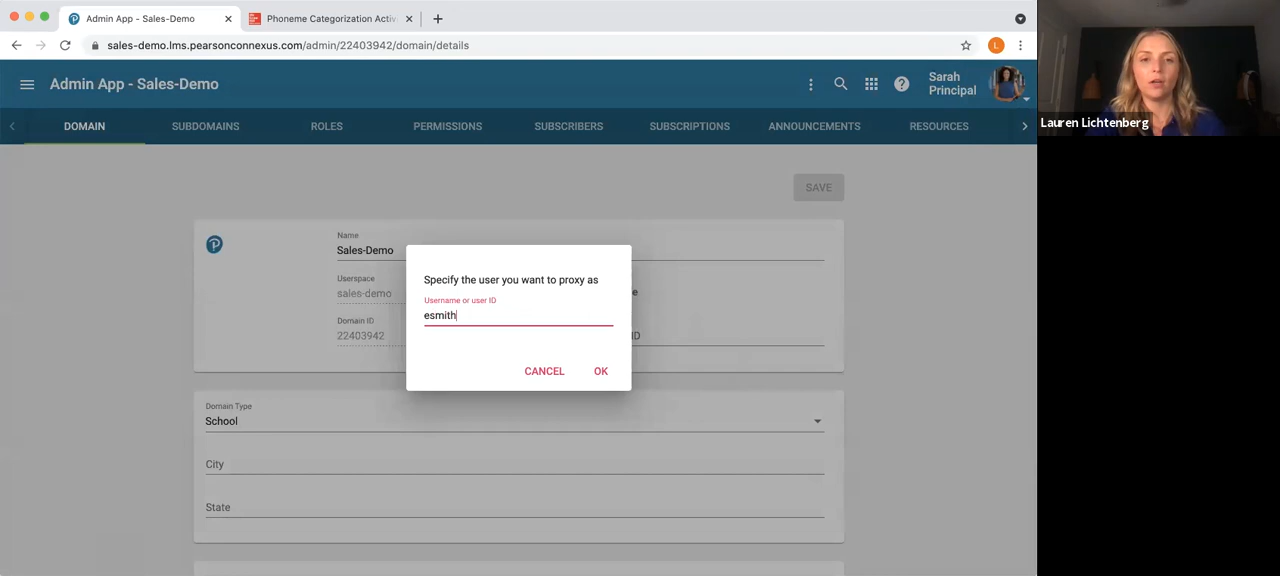 Admin App - Sales-Demo
Phoneme Categorization Activ
sales-demo.lms.pearsonconnexus.com/admin/22403942/domain/details
L
Admin App - Sales-Demo
Sarah
Principal
DOMAIN
SUBDOMAINS
ROLES
PERMISSIONS
SUBSCRIBERS
SUBSCRIPTIONS
ANNOUNCEMENTS
RESOURCES
Lauren Lichtenberg
SAVE
Name
Sales-Demo
Userspace
sales-demo
e
Domain ID
22403942
ID
Specify the user you want to proxy as
Username or user ID
esmith
CANCEL
OK
Domain Type
School
City
State